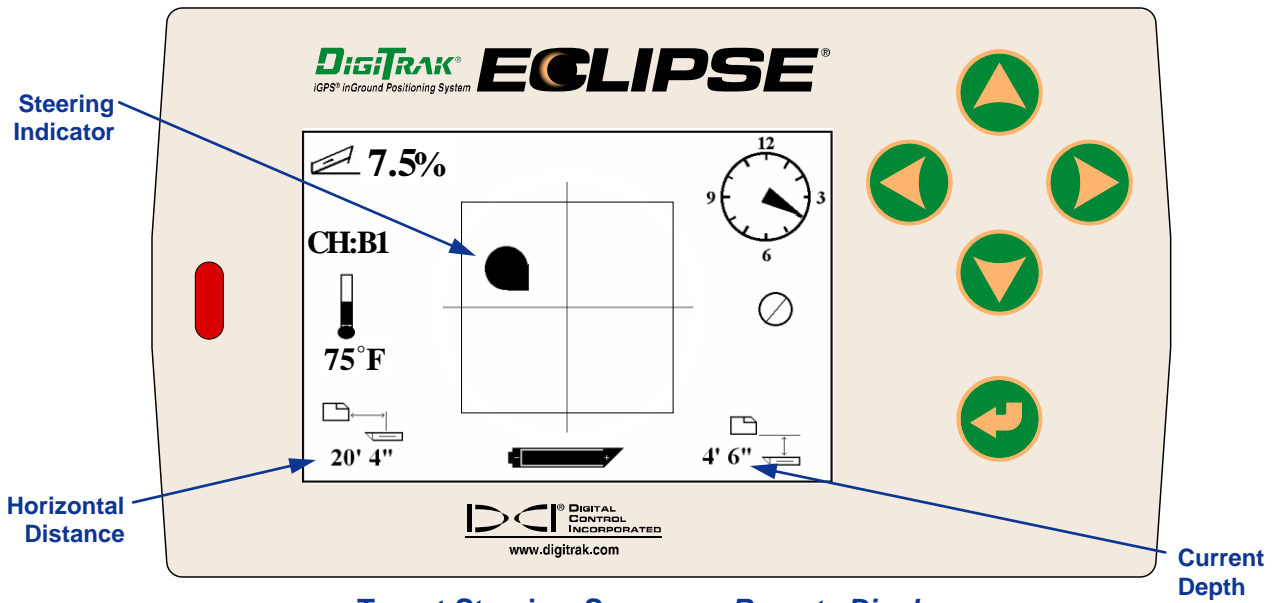 DIGITRAK® ECLIPSE®
iGPS® inGround Positioning System
Steering
Indicator
7.5%
12
3
6
9
CH:B1
75°F
20' 4"
- +
4' 6"
Horizontal
Distance
® DIGITAL
CONTROL
INCORPORATED
www.digitrak.com
Current
Depth